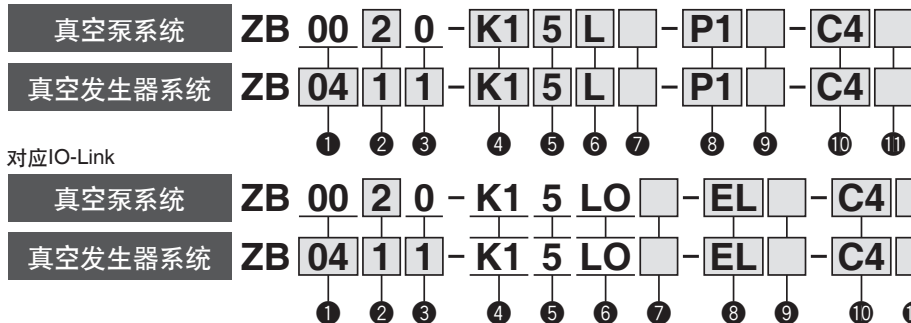 真空泵系统 ZB 00 2 0 - K1 5 L - P1 - C4
真空发生器系统 ZB 04 1 1 - K1 5 L - P1 - C4
❶ ❷ ❸ ❹ ❺ ❻ ❼ ❽ ❾ ❿ ⓫
对应IO-Link
真空泵系统 ZB 00 2 0 - K1 5 LO - EL - C4
真空发生器系统 ZB 04 1 1 - K1 5 LO - EL - C4
❶ ❷ ❸ ❹ ❺ ❻ ❼ ❽ ❾ ❿